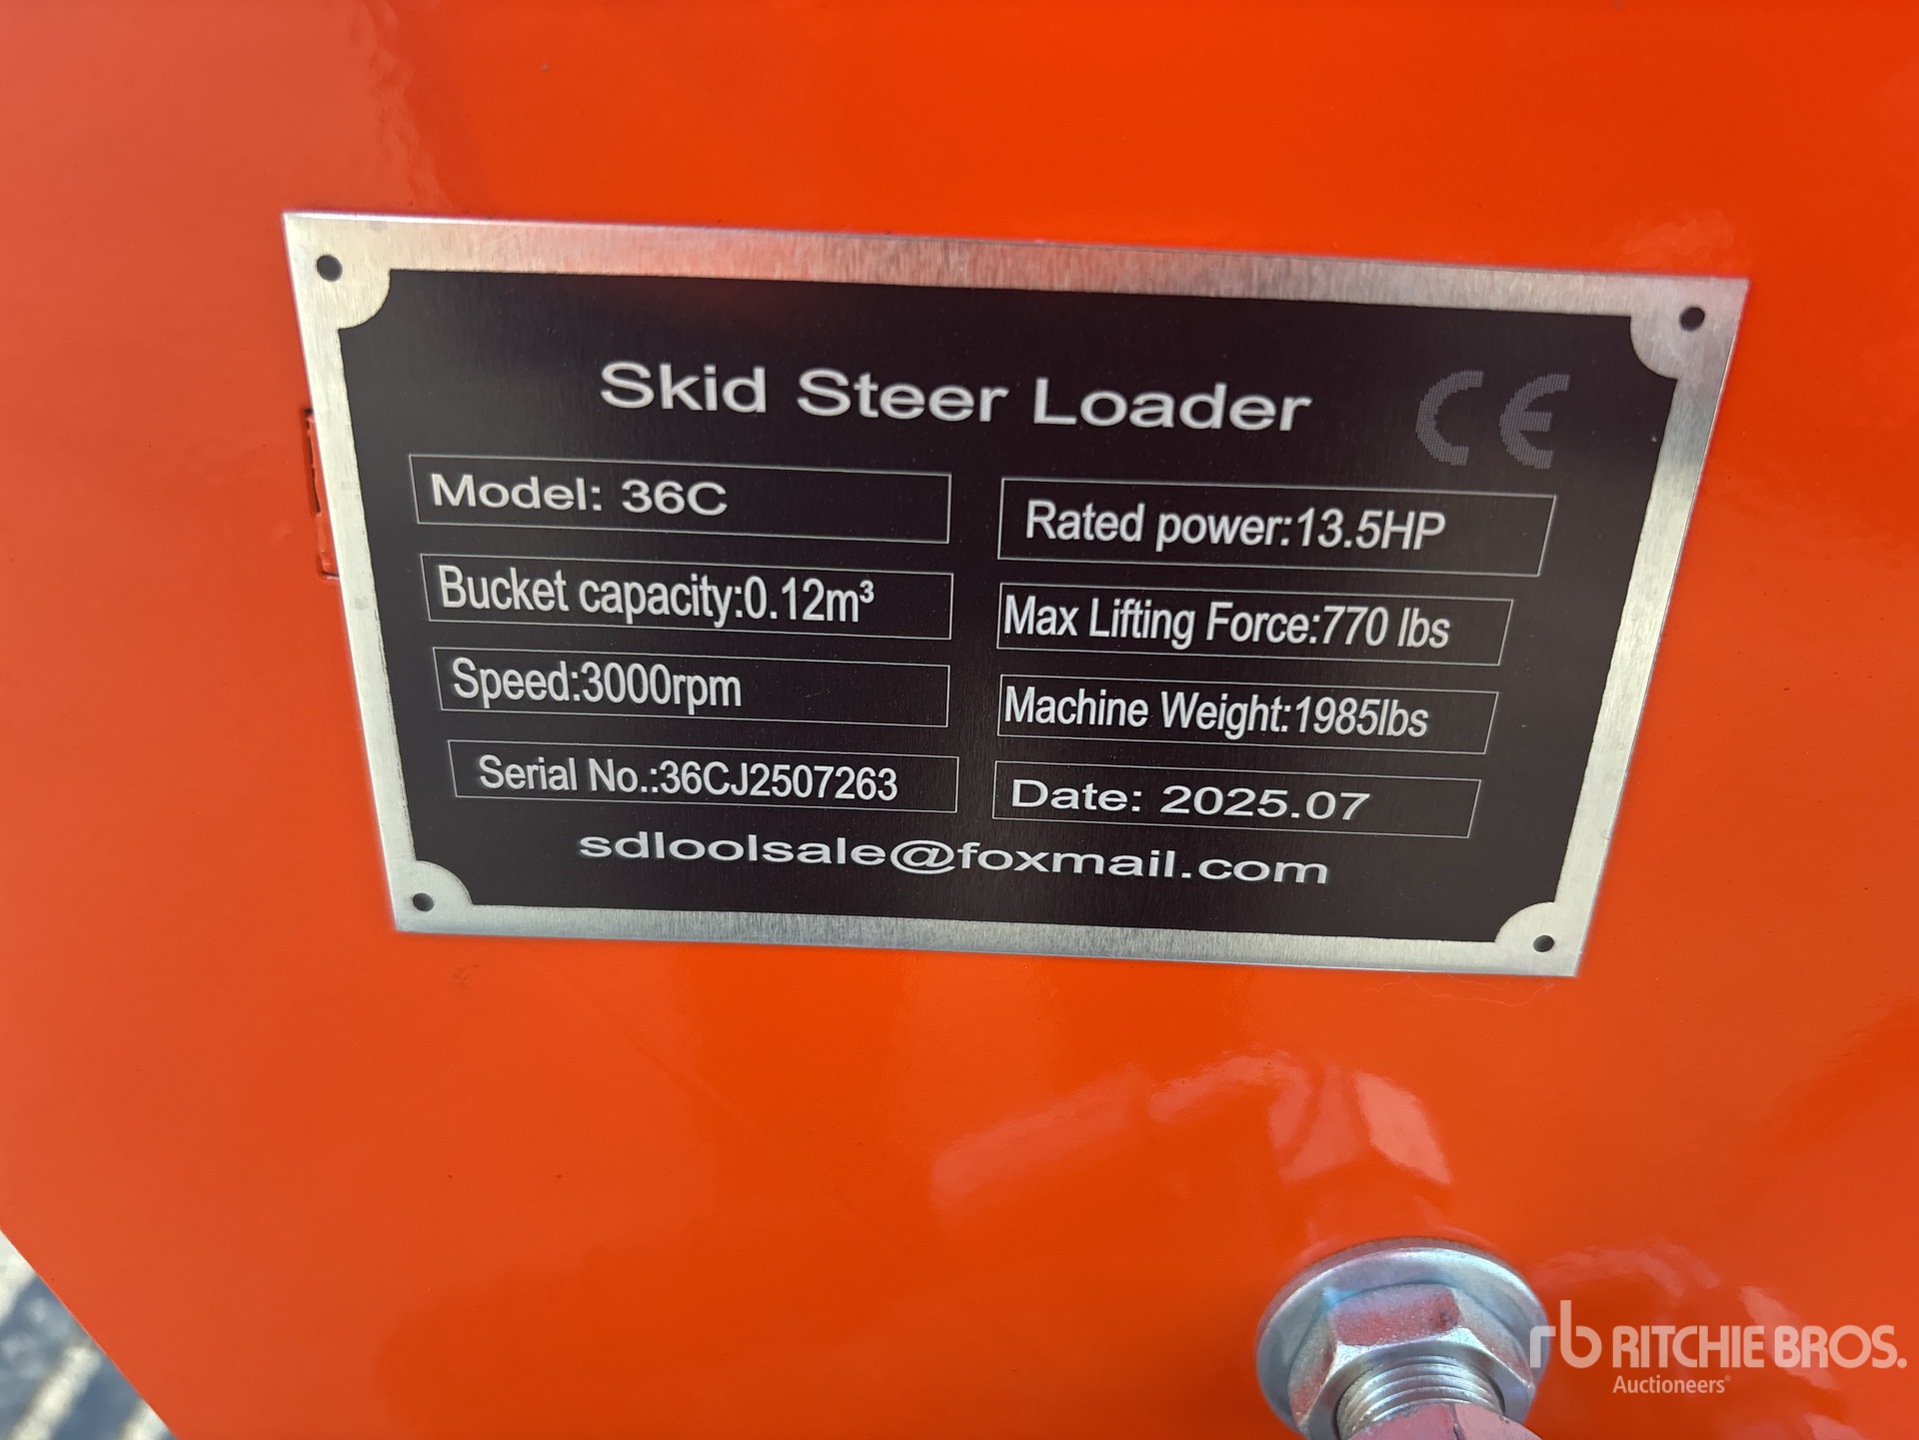 Skid Steer Loader CE
Model: 36C
Rated power:13.5HP
Bucket capacity:0.12m³
Max Lifting Force:770 lbs
Speed:3000rpm
Machine Weight:1985lbs
Serial No.:36CJ2507263
Date: 2025.07
sdloolsale@foxmail.com
rb RITCHIE BROS.
Auctioneers®